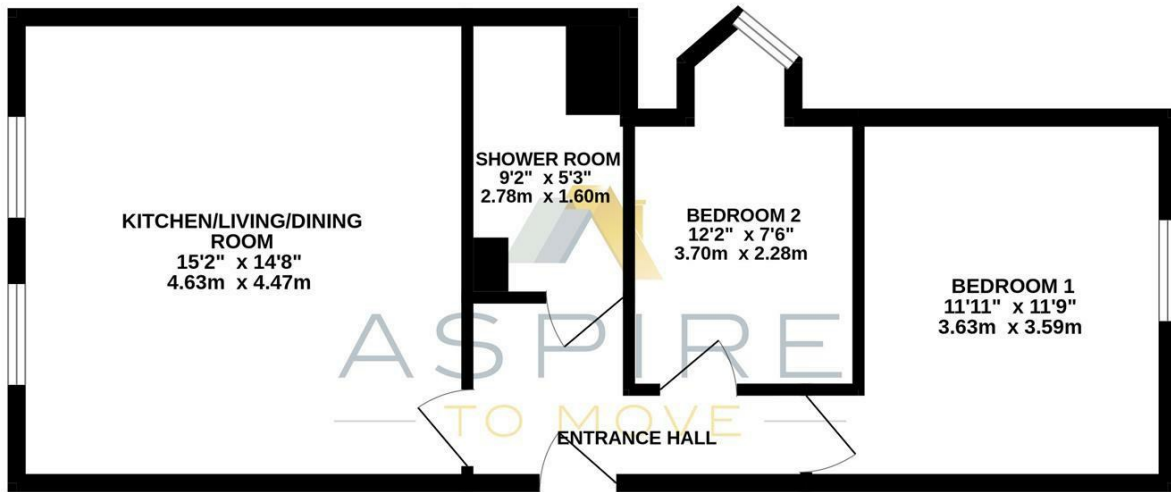 KITCHEN/LIVING/DINING
ROOM
15'2" x 14'8"
4.63m x 4.47m
SHOWER ROOM
9'2" x 5'3"
2.78m x 1.60m
BEDROOM 2
12'2" x 7'6"
3.70m x 2.28m
BEDROOM 1
11'11" x 11'9"
3.63m x 3.59m
ASPIRE
TO MOVE
ENTRANCE HALL